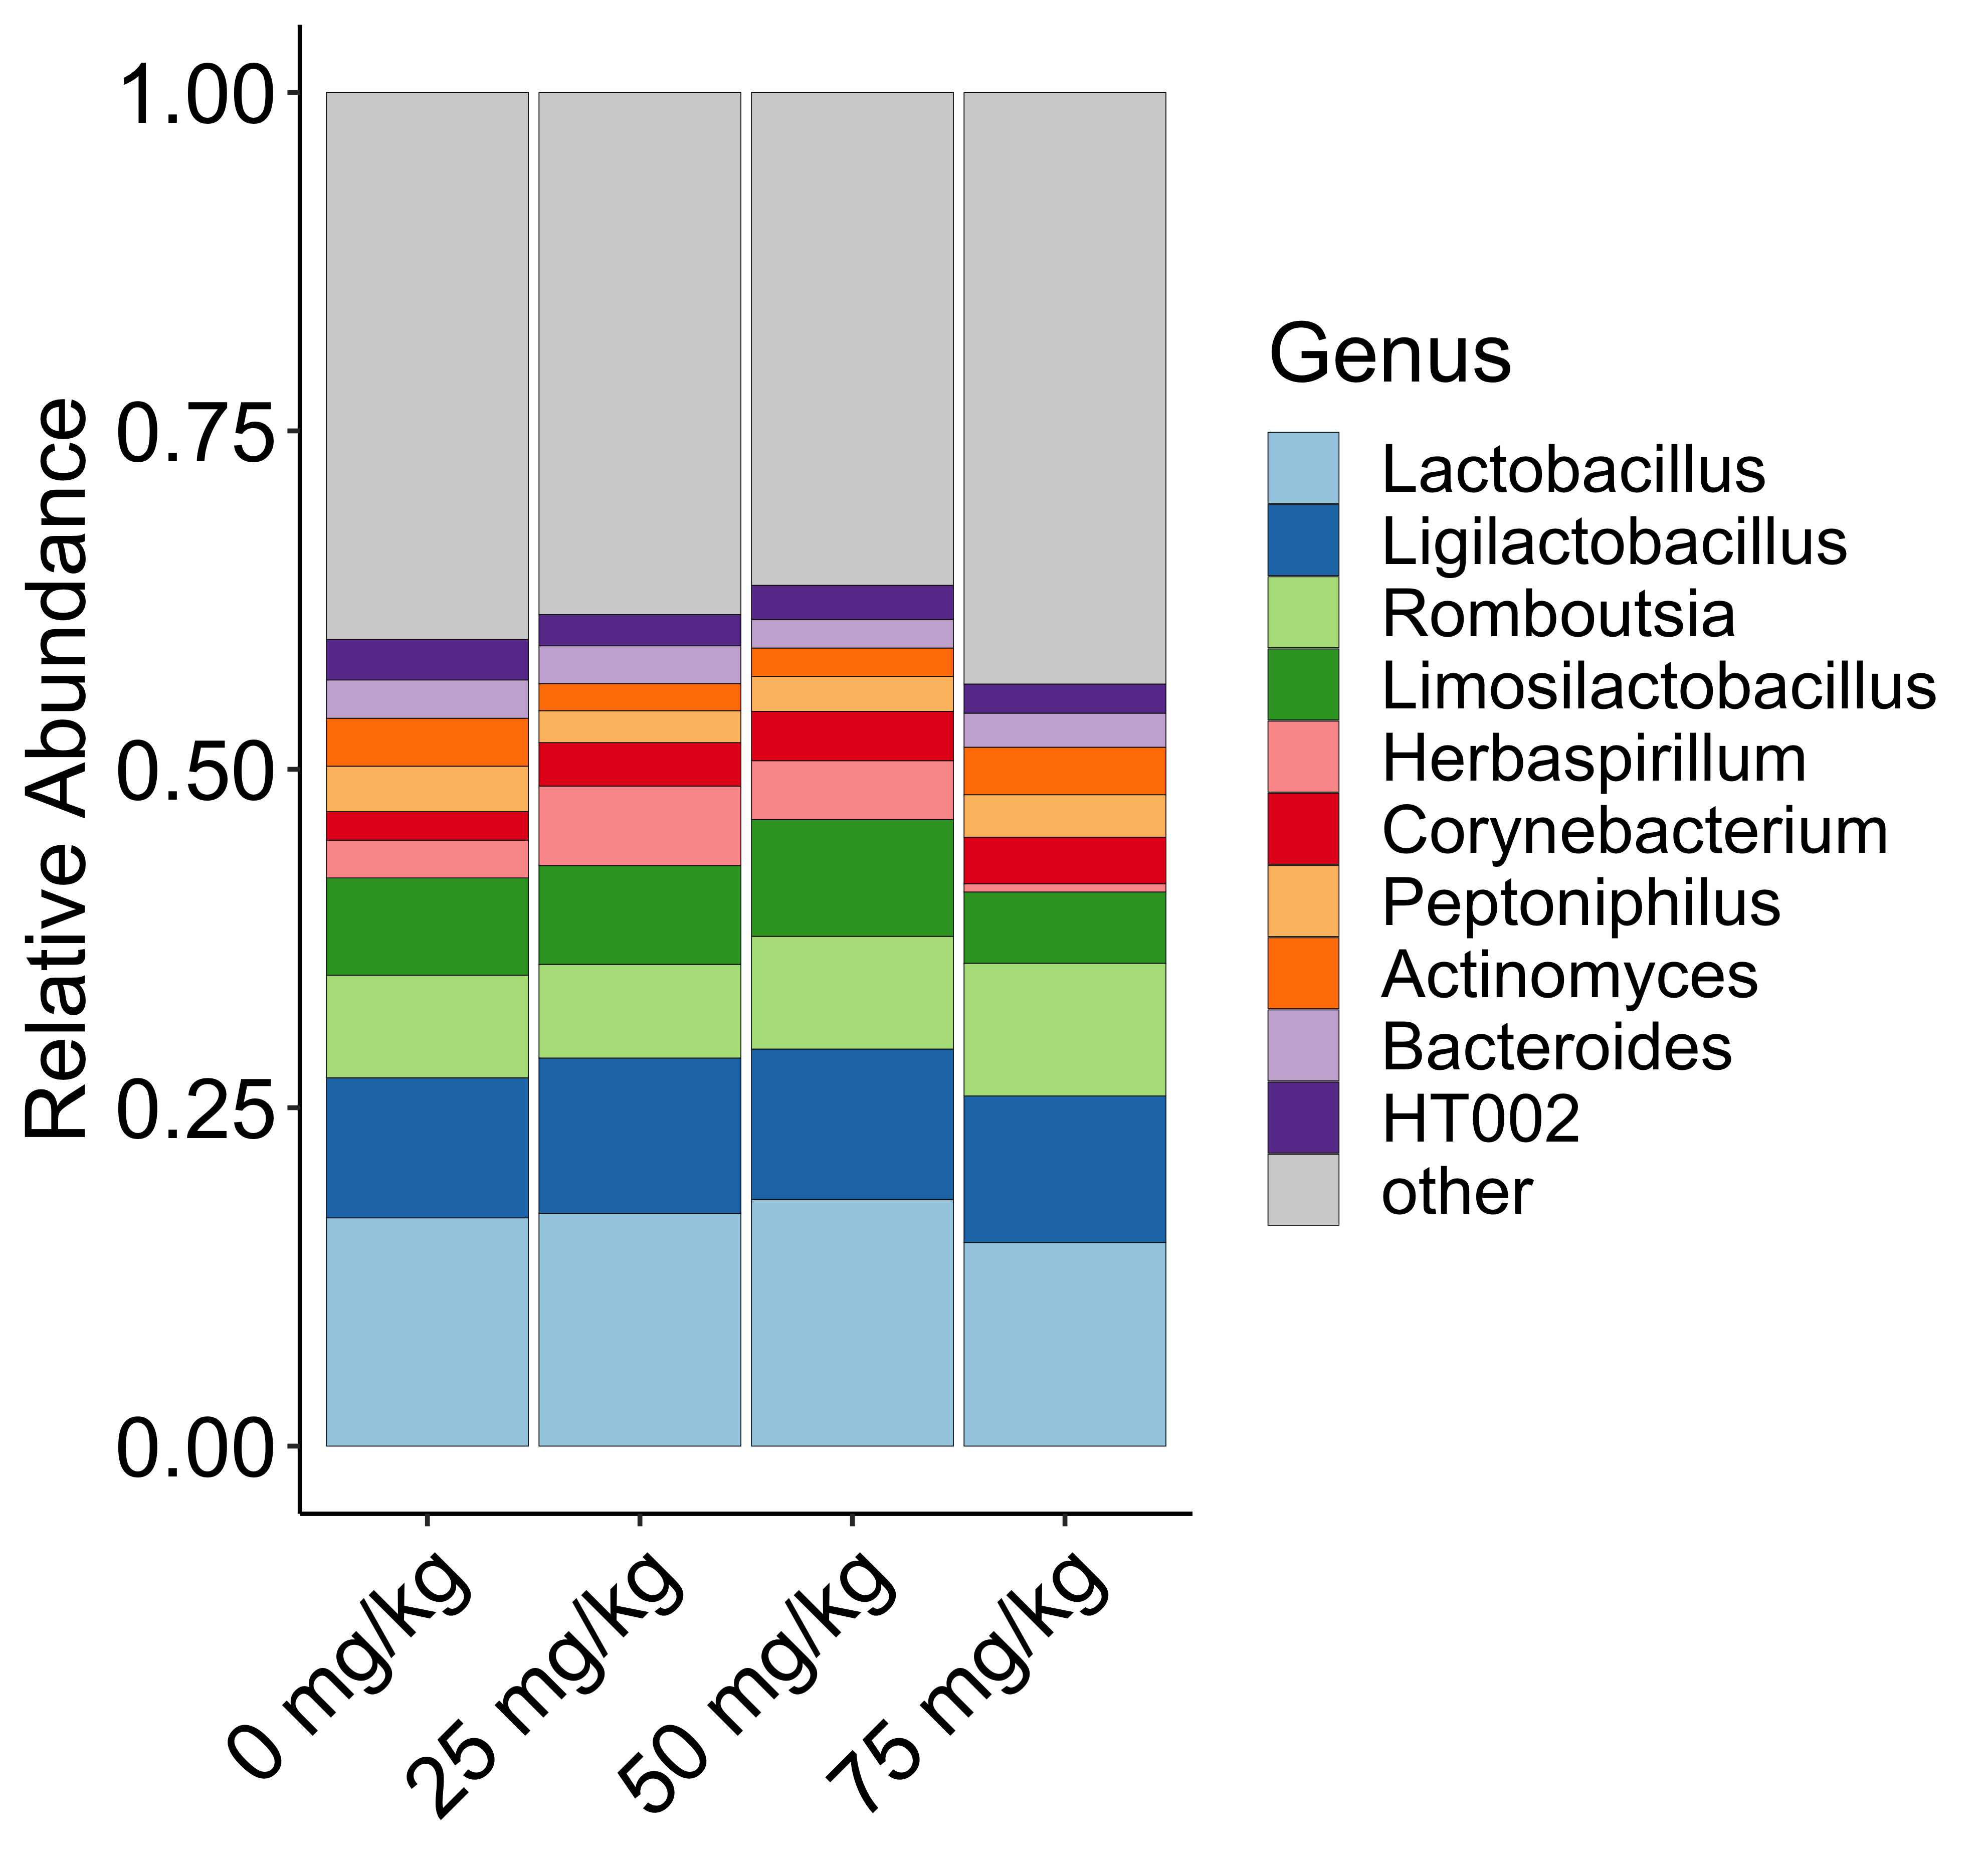 Relative Abundance
1.00
0.75
0.50
0.25
0.00
0 mg/kg
25 mg/kg
50 mg/kg
75 mg/kg
Genus
Lactobacillus
Ligilactobacillus
Romboutsia
Limosilactobacillus
Herbaspirillum
Corynebacterium
Peptoniphilus
Actinomyces
Bacteroides
HT002
other